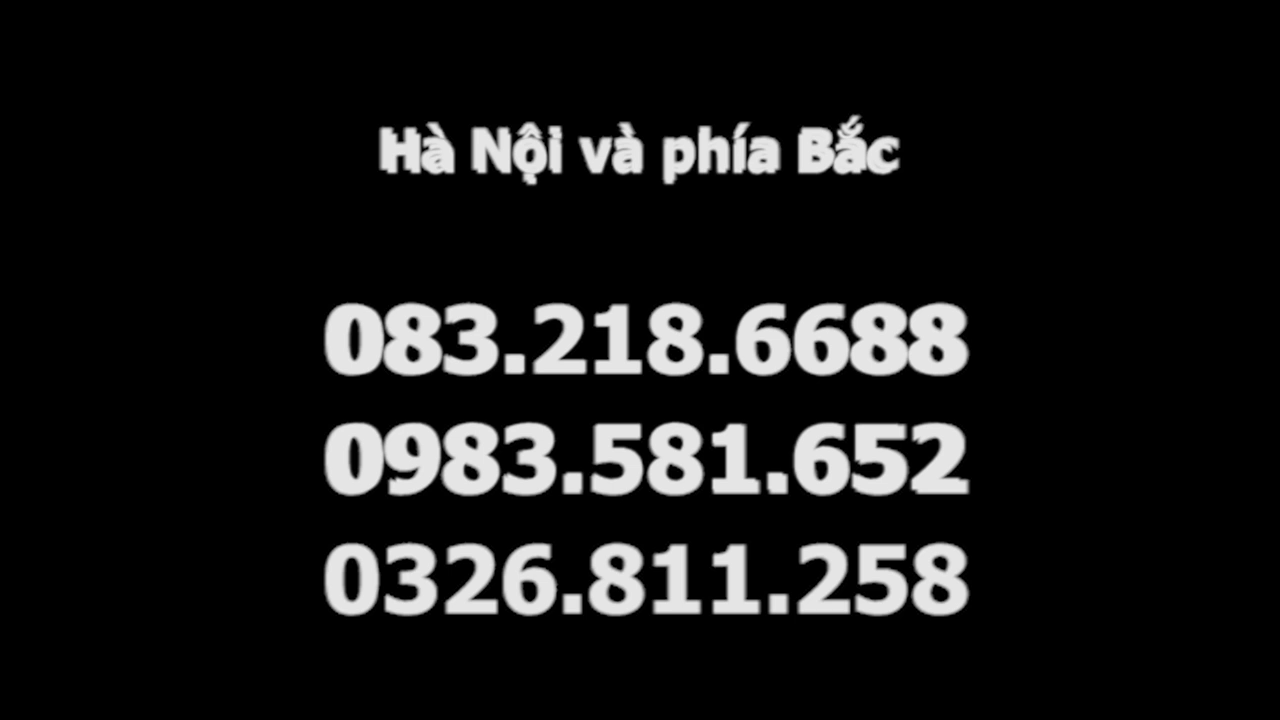 Hà Nội và phía Bắc
083.218.6688
0983.581.652
0326.811.258